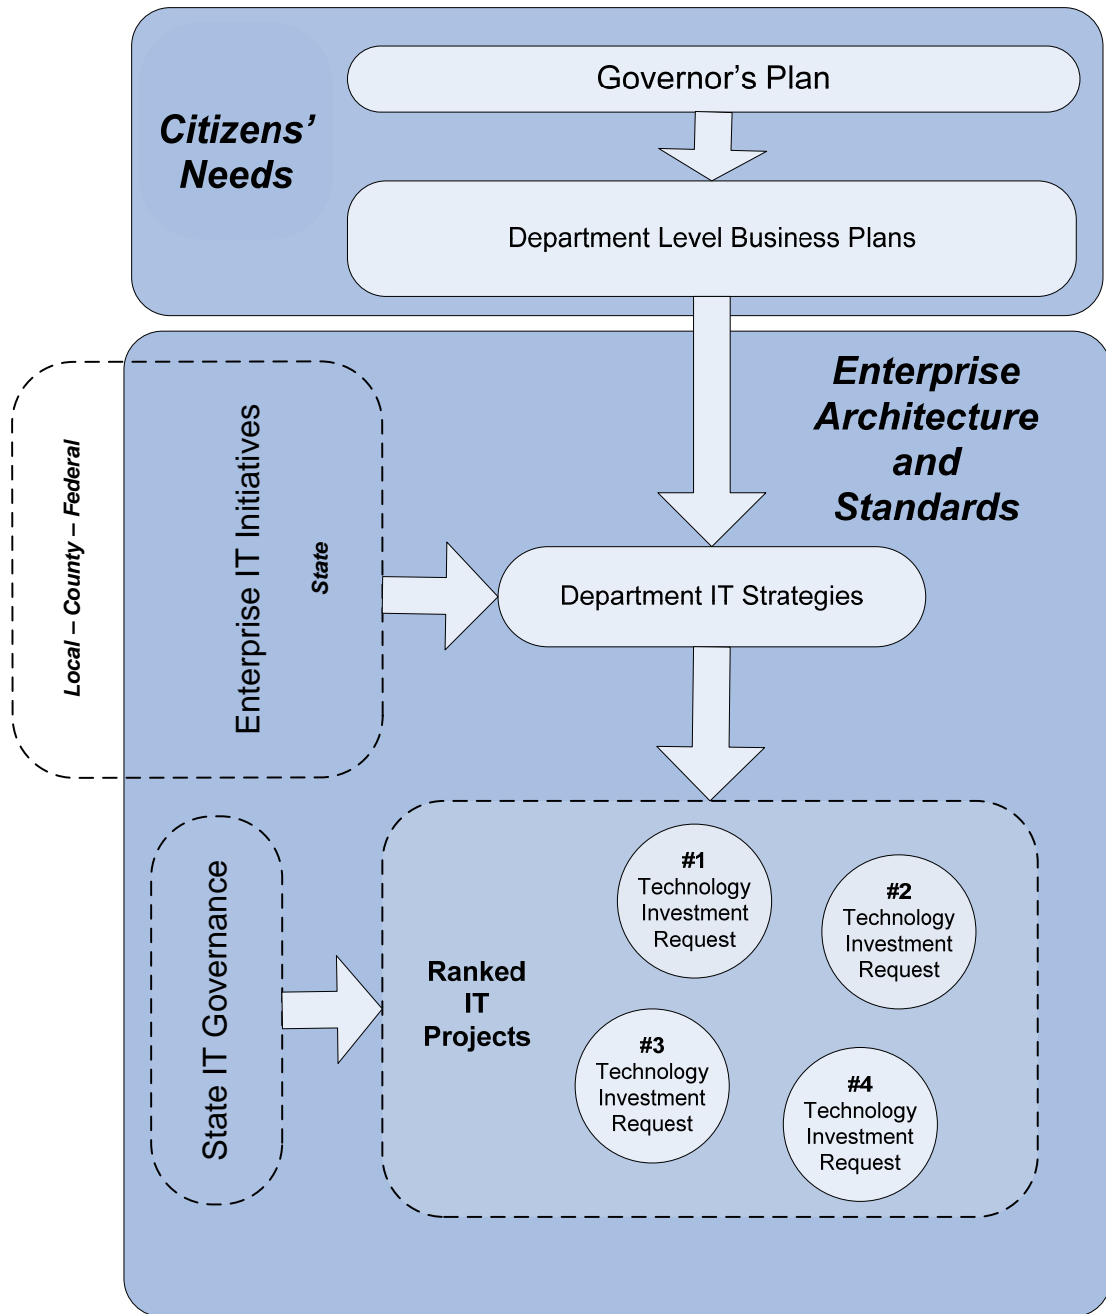 Governor’s Plan
Citizens’
Needs
Department Level Business Plans
Enterprise
Architecture
and
Standards
Local – County – Federal
Enterprise IT Initiatives
State
Department IT Strategies
State IT Governance
Ranked
IT
Projects
#1
Technology
Investment
Request
#2
Technology
Investment
Request
#3
Technology
Investment
Request
#4
Technology
Investment
Request